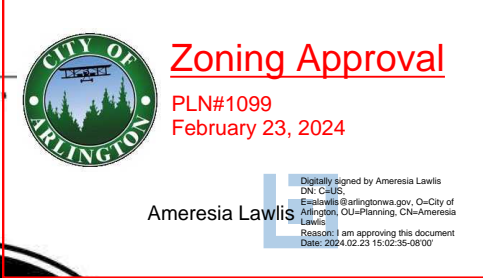 CITY OF
ARLINGTON
Zoning Approval
PLN#1099
February 23, 2024
Ameresia Lawlis
Digitally signed by Ameresia Lawlis
DN: C=US,
E=alawlis@arlingtonwa.gov, O=City of
Arlington, OU=Planning, CN=Ameresia
Lawlis
Reason: I am approving this document
Date: 2024.02.23 15:02:35-08'00'